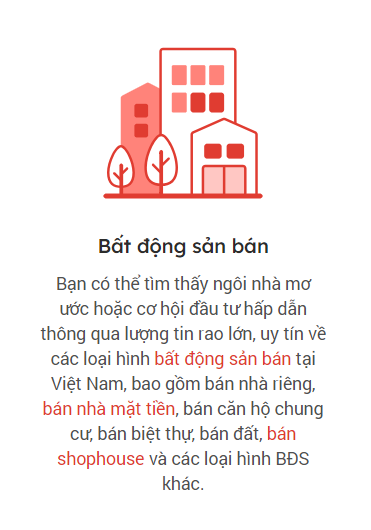 Bất động sản bán
Bạn có thể tìm thấy ngôi nhà mơ
ước hoặc cơ hội đầu tư hấp dẫn
thông qua lượng tin rao lớn, uy tín về
các loại hình bất động sản bán tại
Việt Nam, bao gồm bán nhà riêng,
bán nhà mặt tiền, bán căn hộ chung
cư, bán biệt thự, bán đất, bán
shophouse và các loại hình BĐS
khác.